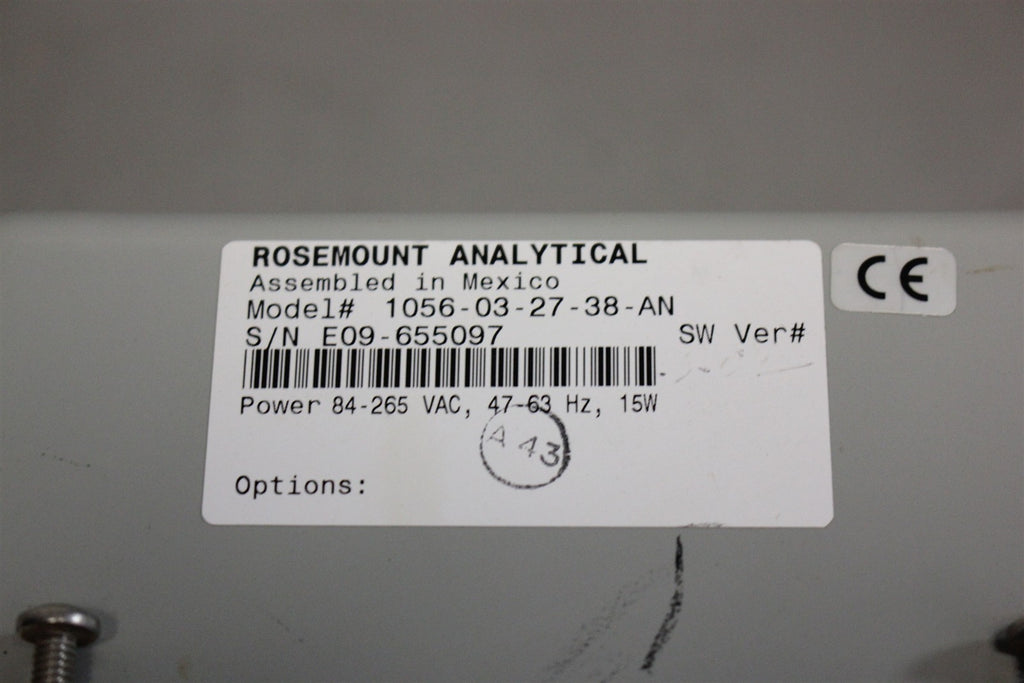 ROSEMOUNT ANALYTICAL
Assembled in Mexico
Model# 1056-03-27-38-AN
S/N E09-655097
SW Ver#
Power 84-265 VAC, 47-63 Hz, 15W
A 43
Options:
CE